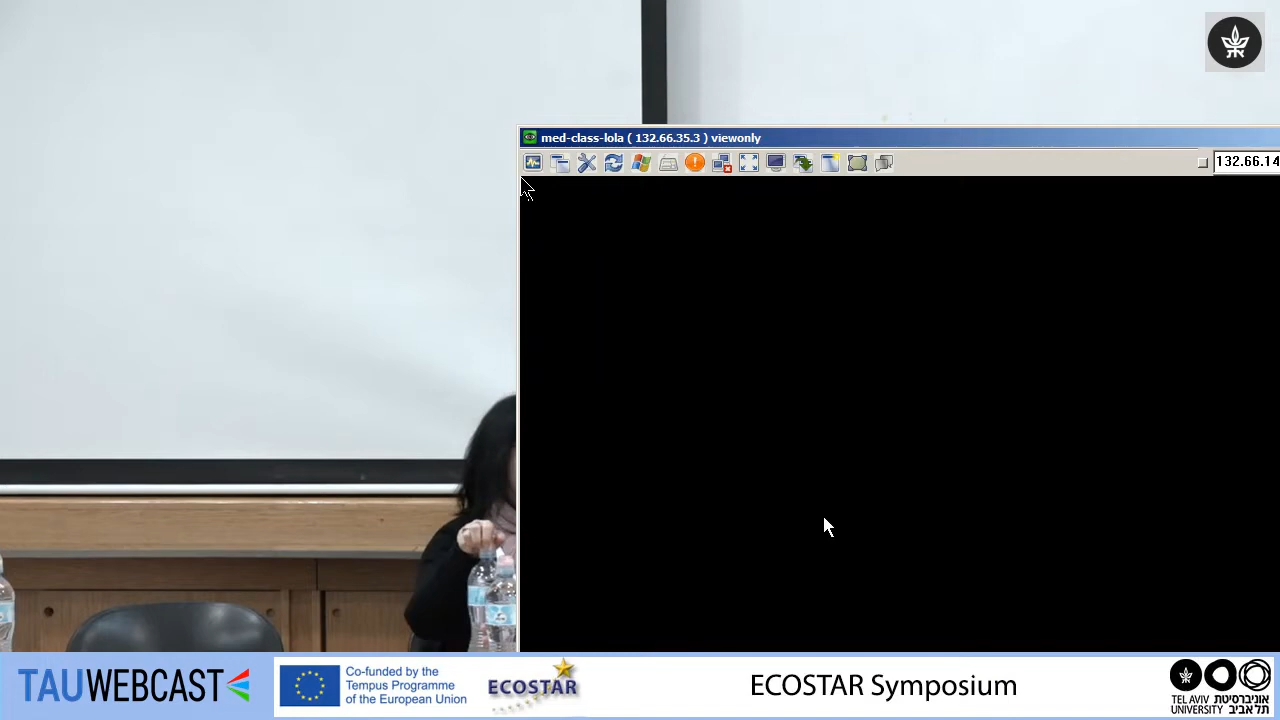 med-class-lola ( 132.66.35.3 ) viewonly
132.66.14
TAUWEBCAST
Co-funded by the
Tempus Programme
of the European Union
ECOSTAR
ECOSTAR Symposium
TEL AVIV אוניברסיטת
UNIVERSITY תל אביב